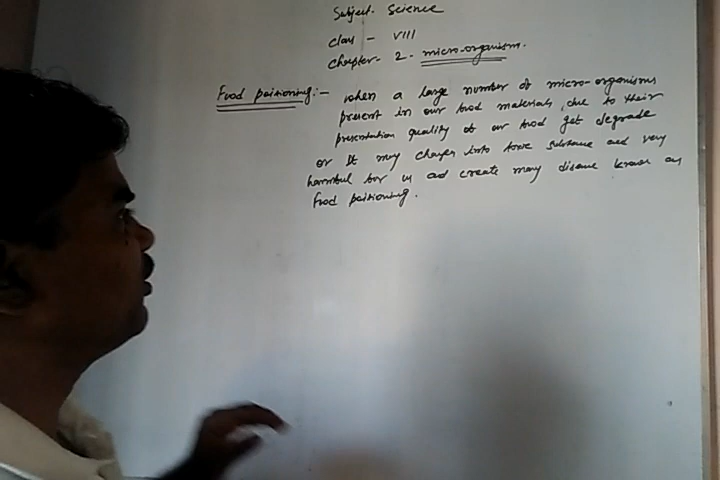 Subject. Science
class - VIII
chapter - 2. micro-organism.
Food poisioning :- when a large number of micro-organisms
present in our food materials, due to their
presentation quality of our food get degrade
or It may changes into toxic substance and very
harmful for us and create many disease known as
food poisioning.